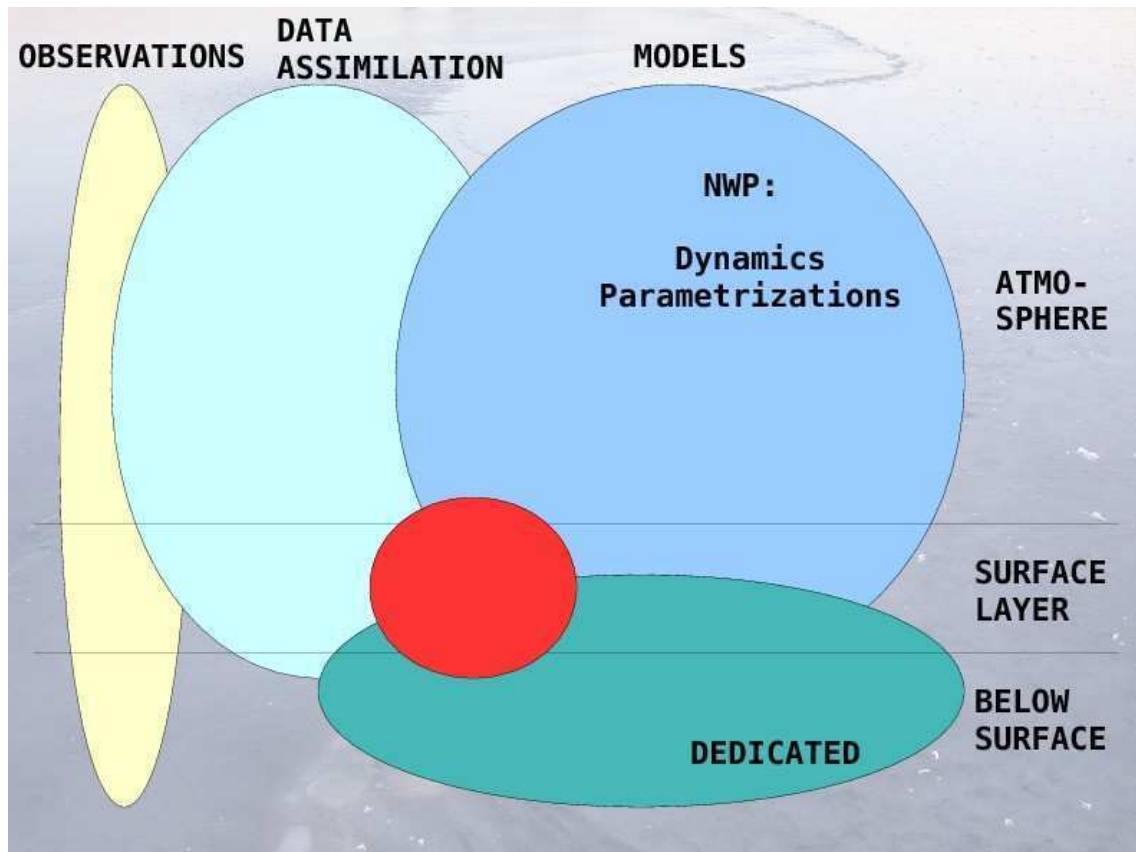 OBSERVATIONS
DATA
ASSIMILATION
MODELS
NWP:
Dynamics
Parametrizations
ATMO-
SPHERE
SURFACE
LAYER
BELOW
SURFACE
DEDICATED